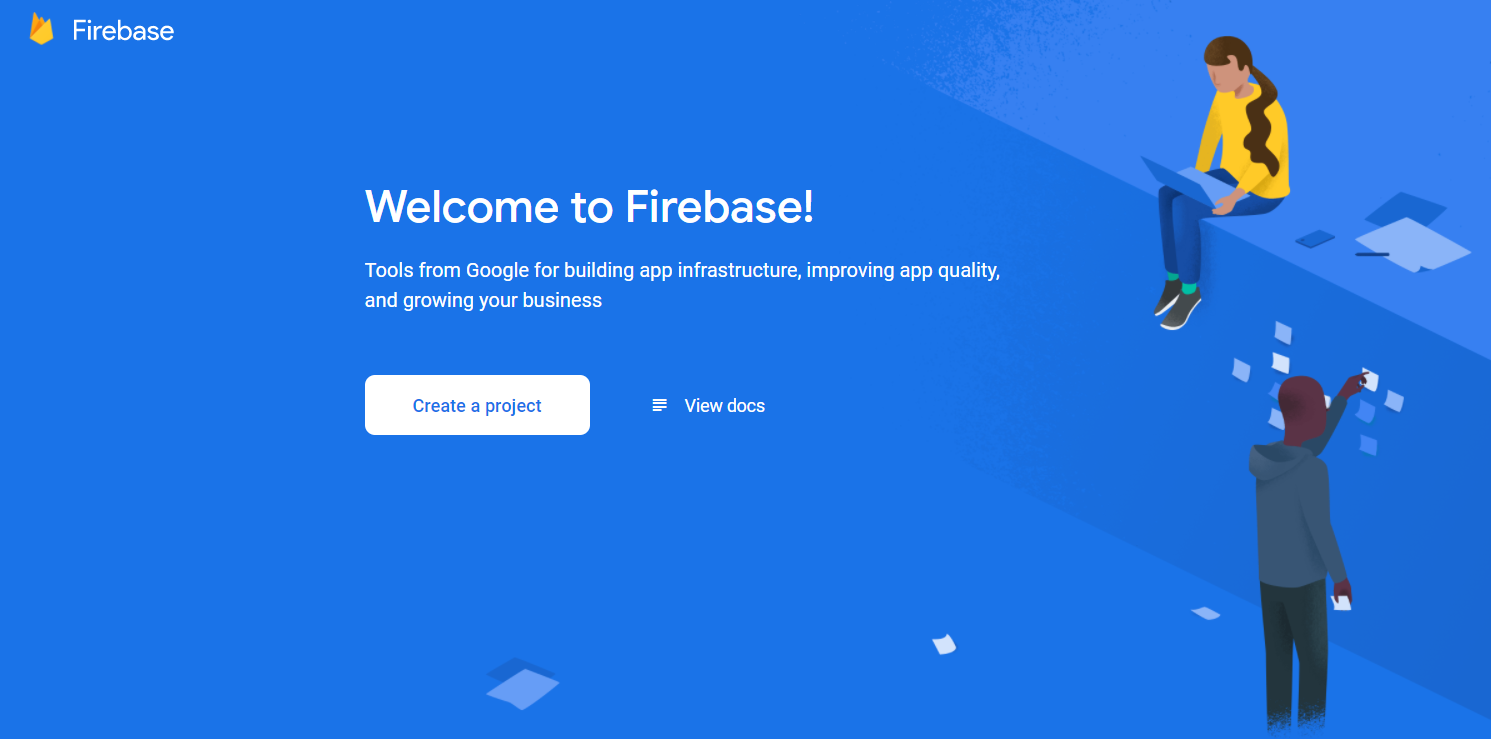 Firebase
Welcome to Firebase!
Tools from Google for building app infrastructure, improving app quality,
and growing your business
Create a project
View docs